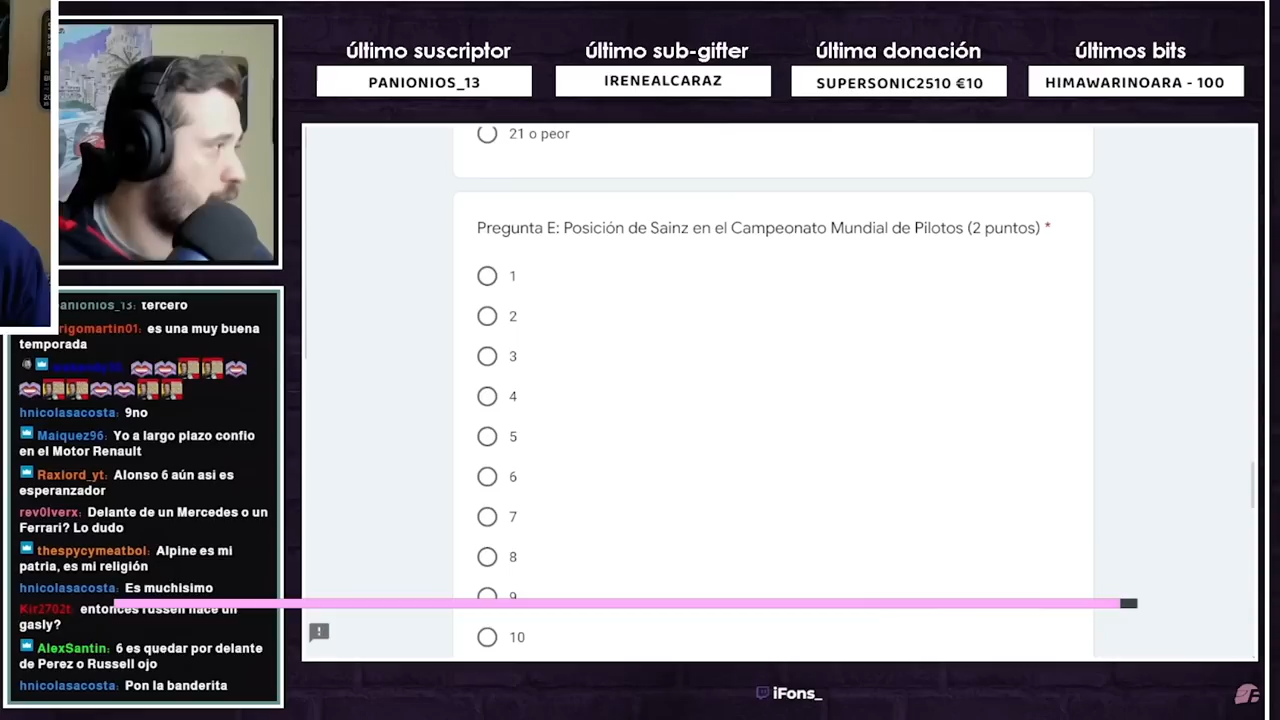 último suscriptor
PANIONIOS_13
último sub-gifter
IRENEALCARAZ
última donación
SUPERSONIC2510 €10
últimos bits
HIMAWARINOARA - 100
21 o peor
Pregunta E: Posición de Sainz en el Campeonato Mundial de Pilotos (2 puntos) *
1
2
3
4
5
6
7
8
9
10
anionios_13: tercero
rigomartin01: es una muy buena
temporada
hnicolasacosta: 9no
Maiquez96: Yo a largo plazo confio
en el Motor Renault
Raxlord_yt: Alonso 6 aún asi es
esperanzador
rev0lverx: Delante de un Mercedes o un
Ferrari? Lo dudo
thespycymeatbol: Alpine es mi
patria, es mi religión
hnicolasacosta: Es muchisimo
Kir2702t: entonces russell hace un
gasly?
AlexSantin: 6 es quedar por delante
de Perez o Russell ojo
hnicolasacosta: Pon la banderita
iFons_